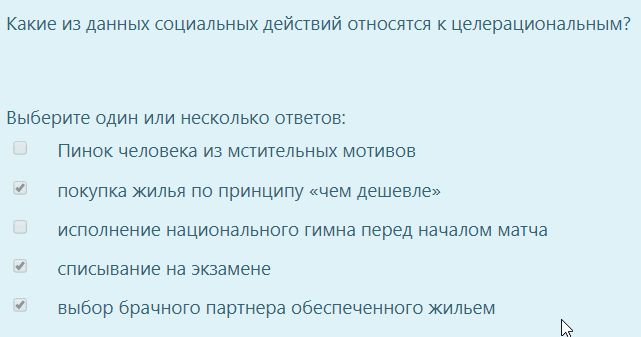 Какие из данных социальных действий относятся к целерациональным?
Выберите один или несколько ответов:
Пинок человека из мстительных мотивов
покупка жилья по принципу «чем дешевле»
исполнение национального гимна перед началом матча
списывание на экзамене
выбор брачного партнера обеспеченного жильем